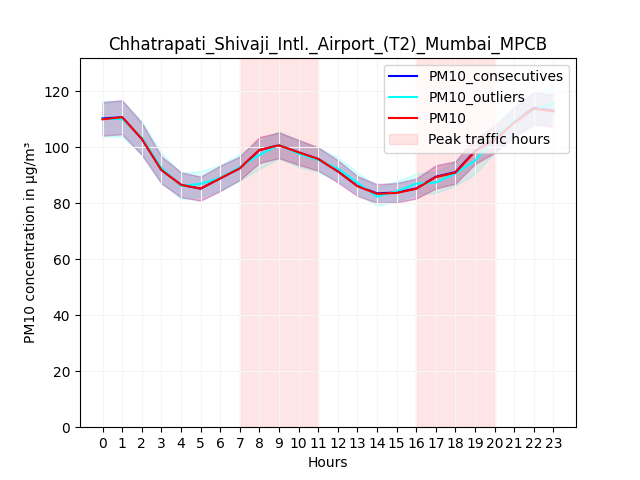 Chhatrapati_Shivaji_Intl._Airport_(T2)_Mumbai_MPCB
PM10_consecutives
PM10_outliers
PM10
Peak traffic hours
PM10 concentration in µg/m³
120
100
80
60
40
20
0
0 1 2 3 4 5 6 7 8 9 10 11 12 13 14 15 16 17 18 19 20 21 22 23
Hours